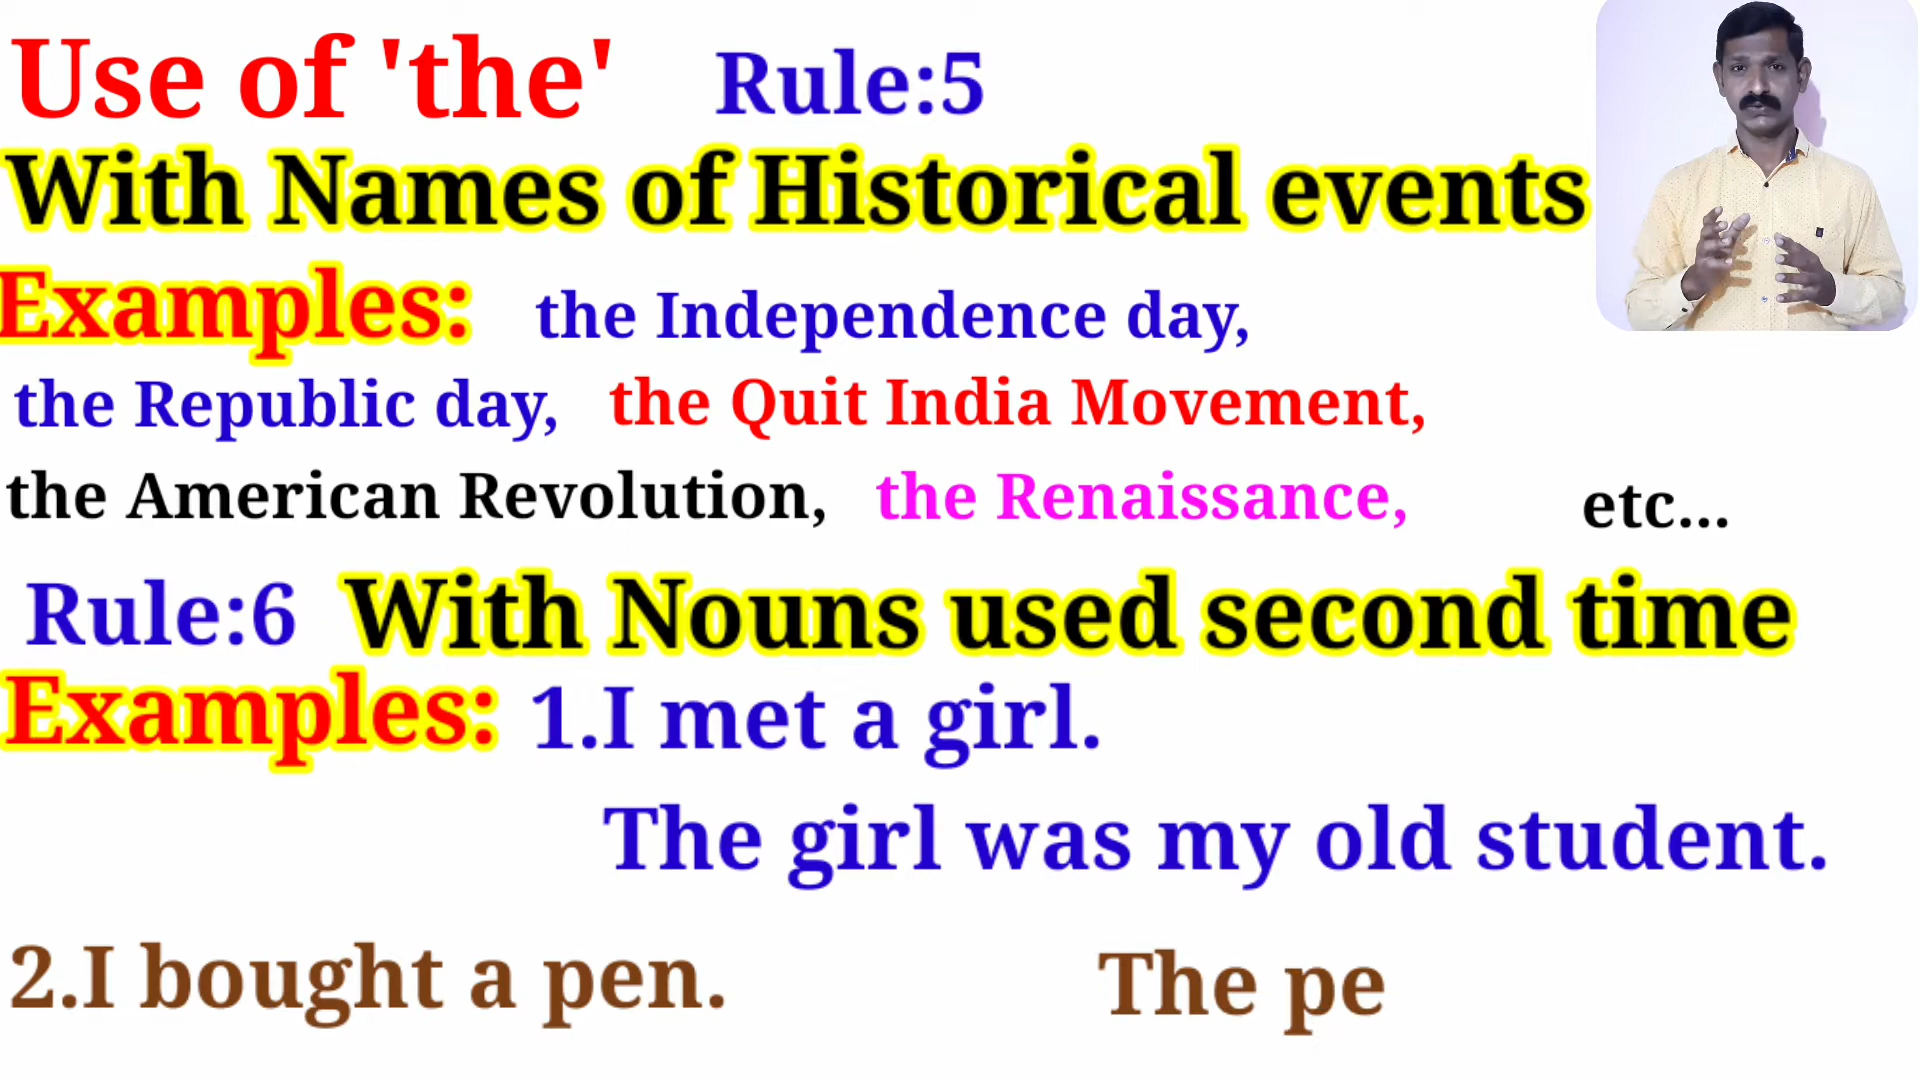 Use of 'the' Rule:5
With Names of Historical events
Examples: the Independence day,
the Republic day, the Quit India Movement,
the American Revolution, the Renaissance, etc...
Rule:6 With Nouns used second time
Examples: 1.I met a girl.
The girl was my old student.
2.I bought a pen. The pe